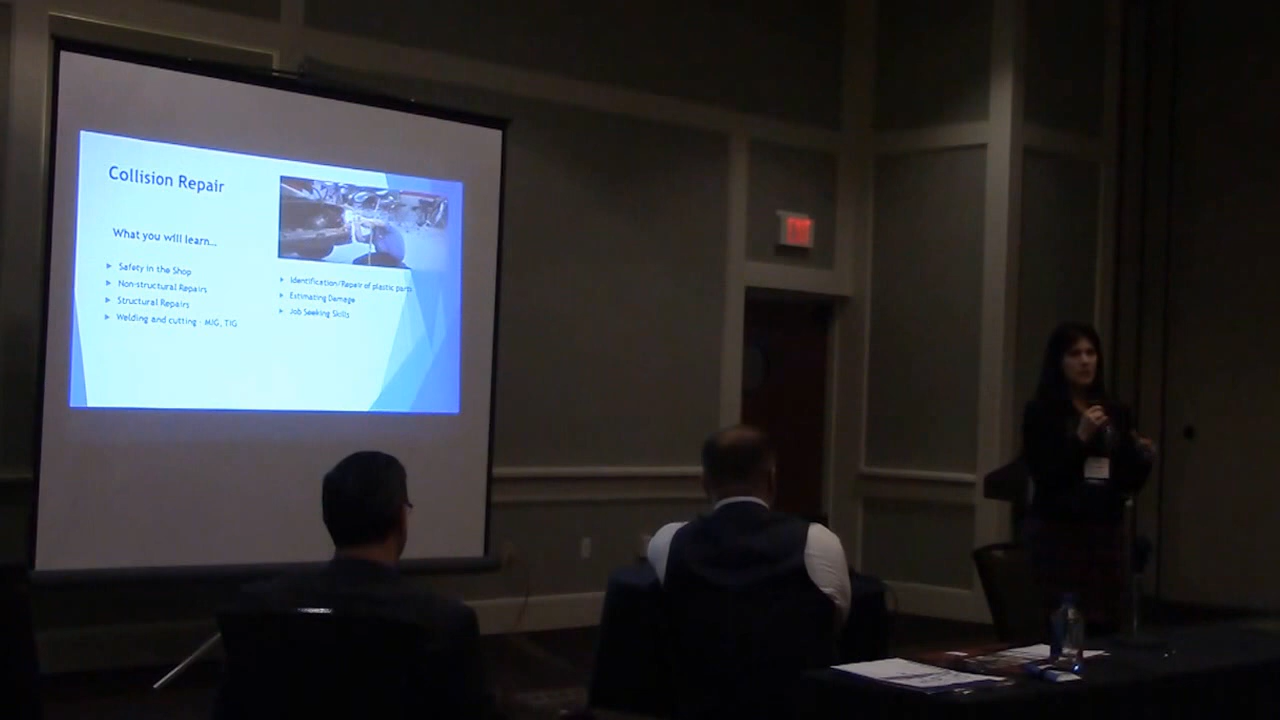 Collision Repair
What you will learn...
Safety in the Shop
Non-structural Repairs
Structural Repairs
Welding and cutting - MIG, TIG
Identification/Repair of plastic parts
Estimating Damage
Job Seeking Skills
EXIT